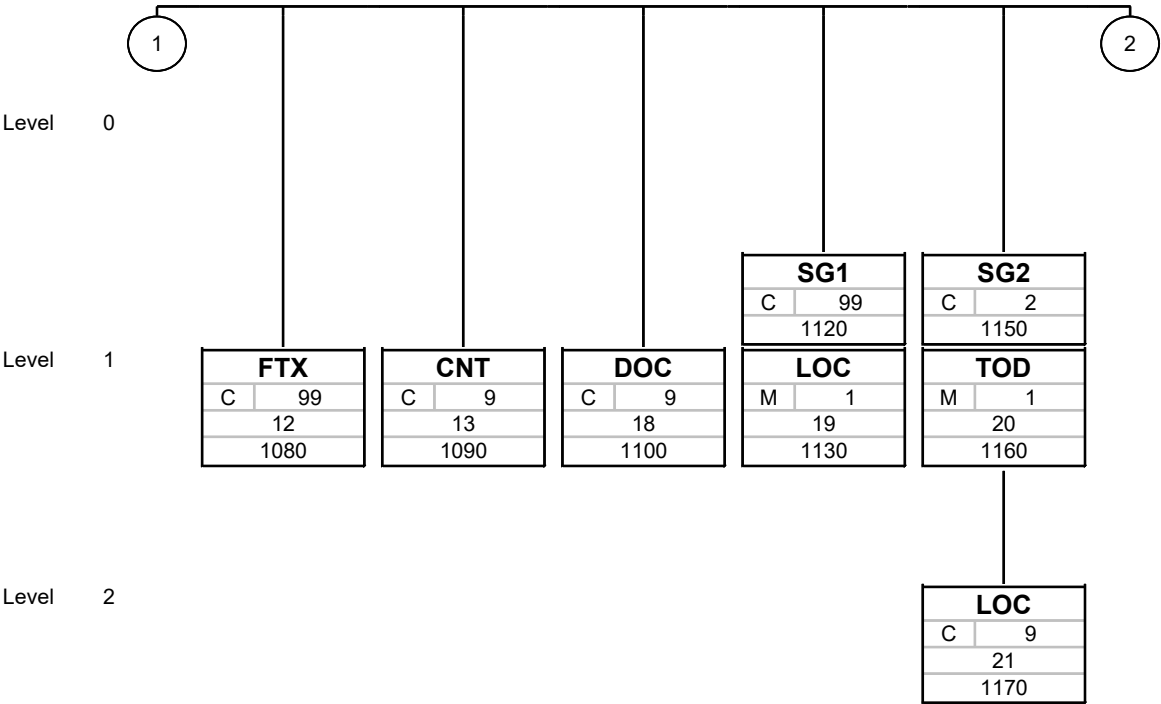 1
2
Level 0
SG1
SG2
C 99
C 2
1120
1150
Level 1
FTX
CNT
DOC
LOC
TOD
C 99
C 9
C 9
M 1
M 1
12
13
18
19
20
1080
1090
1100
1130
1160
Level 2
LOC
C 9
21
1170